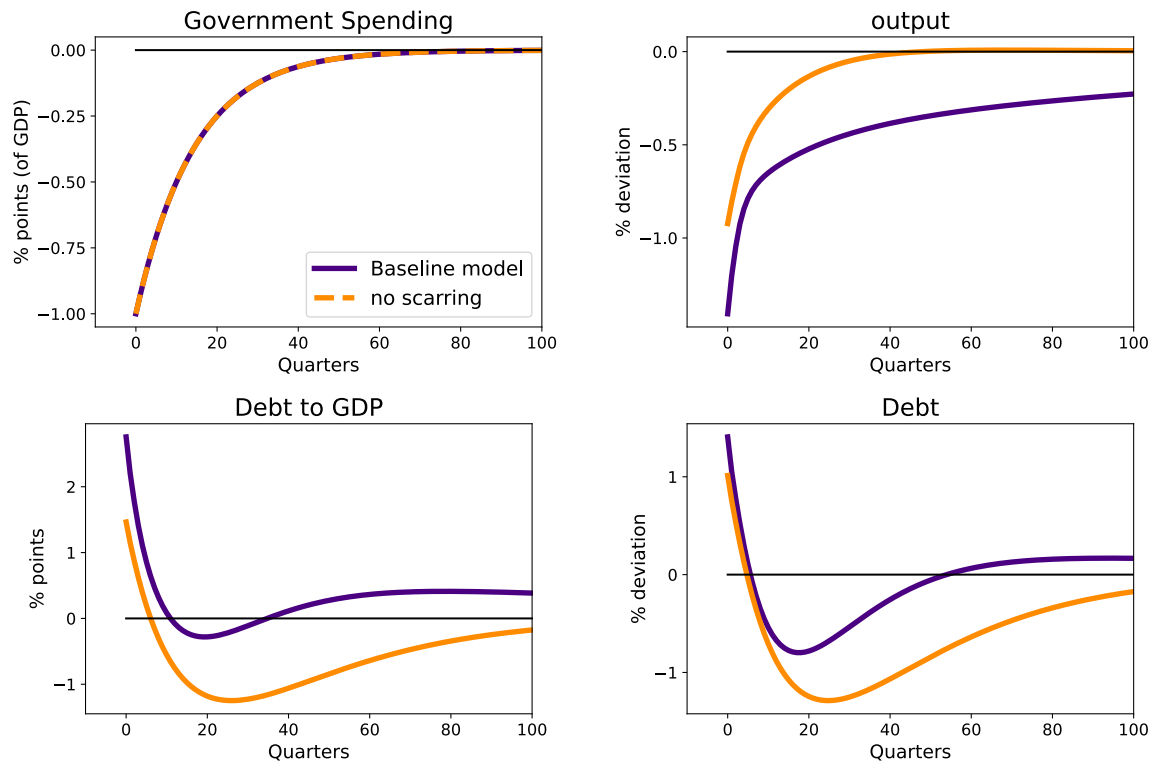 Government Spending
% points (of GDP)
0.00
−0.25
−0.50
−0.75
−1.00
Baseline model
no scarring
0 20 40 60 80 100
Quarters
output
% deviation
0.0
−0.5
−1.0
0 20 40 60 80 100
Quarters
Debt to GDP
% points
2
1
0
−1
0 20 40 60 80 100
Quarters
Debt
% deviation
1
0
−1
0 20 40 60 80 100
Quarters